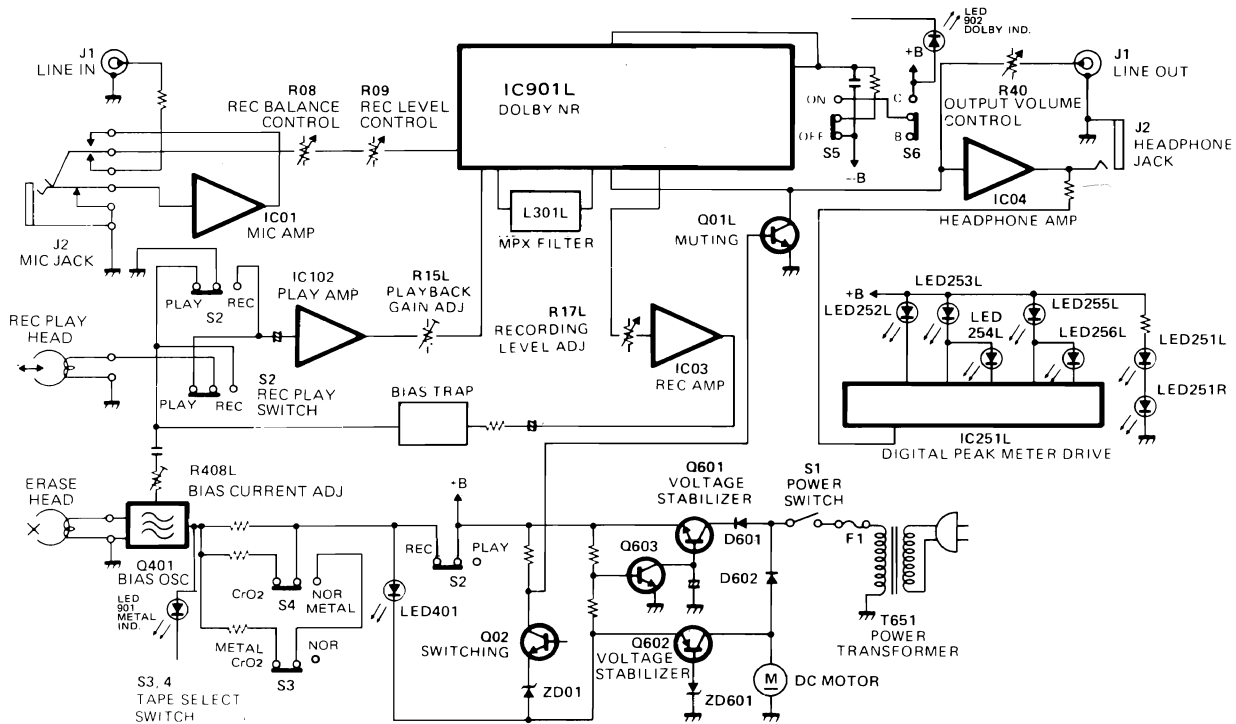 J1
LINE IN
R08
REC BALANCE
CONTROL
R09
REC LEVEL
CONTROL
IC901L
DOLBY NR
LED
902
DOLBY IND.
+B
ON
OFF
S5
C
B
S6
--B
R40
OUTPUT VOLUME
CONTROL
J1
LINE OUT
J2
HEADPHONE
JACK
IC04
HEADPHONE AMP
IC01
MIC AMP
J2
MIC JACK
L301L
MPX FILTER
Q01L
MUTING
PLAY
REC
S2
IC102
PLAY AMP
R15L
PLAYBACK
GAIN ADJ
R17L
RECORDING
LEVEL ADJ
IC03
REC AMP
REC PLAY
HEAD
PLAY
REC
S2
REC PLAY
SWITCH
BIAS TRAP
+B
LED253L
LED252L
LED
254L
LED255L
LED256L
LED251L
LED251R
IC251L
DIGITAL PEAK METER DRIVE
ERASE
HEAD
R408L
BIAS CURRENT ADJ
Q401
BIAS OSC
LED
901
METAL
IND.
CrO2
S4
NOR
METAL
METAL
CrO2
S3
NOR
S3, 4
TAPE SELECT
SWITCH
LED401
+B
REC
PLAY
S2
Q02
SWITCHING
ZD01
Q601
VOLTAGE
STABILIZER
Q603
D601
D602
Q602
VOLTAGE
STABILIZER
ZD601
S1
POWER
SWITCH
F1
T651
POWER
TRANSFORMER
M
DC MOTOR